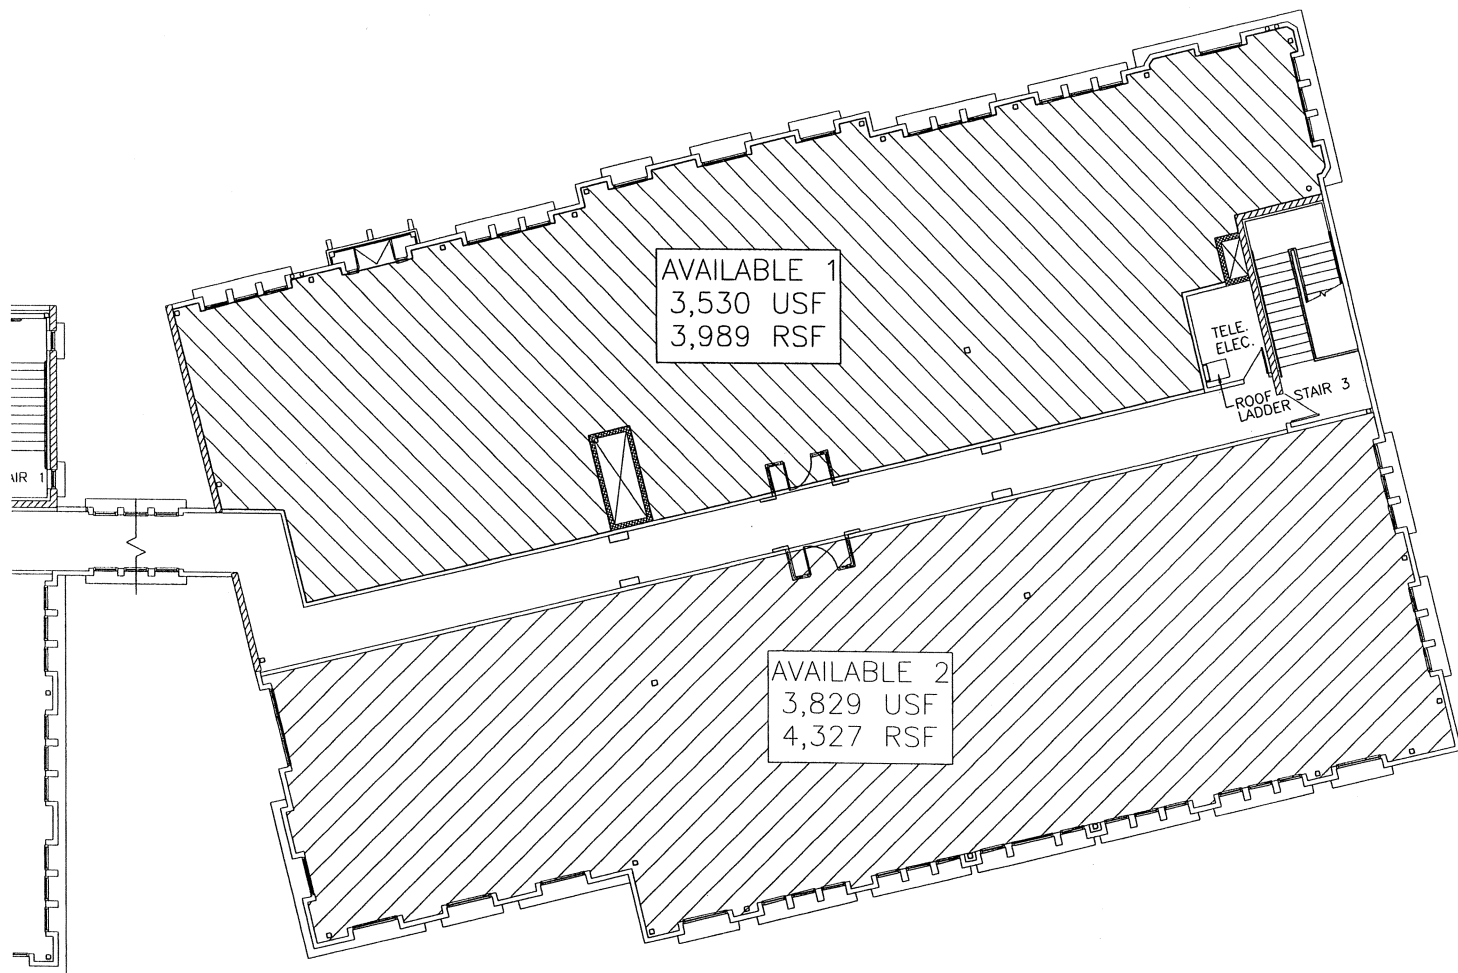 AVAILABLE 1
3,530 USF
3,989 RSF
TELE.
ELEC.
ROOF
LADDER
STAIR 3
AIR 1
AVAILABLE 2
3,829 USF
4,327 RSF